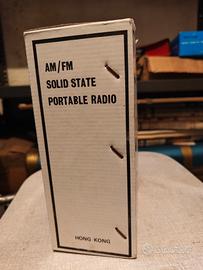 AM/FM
SOLID STATE
PORTABLE RADIO
HONG KONG